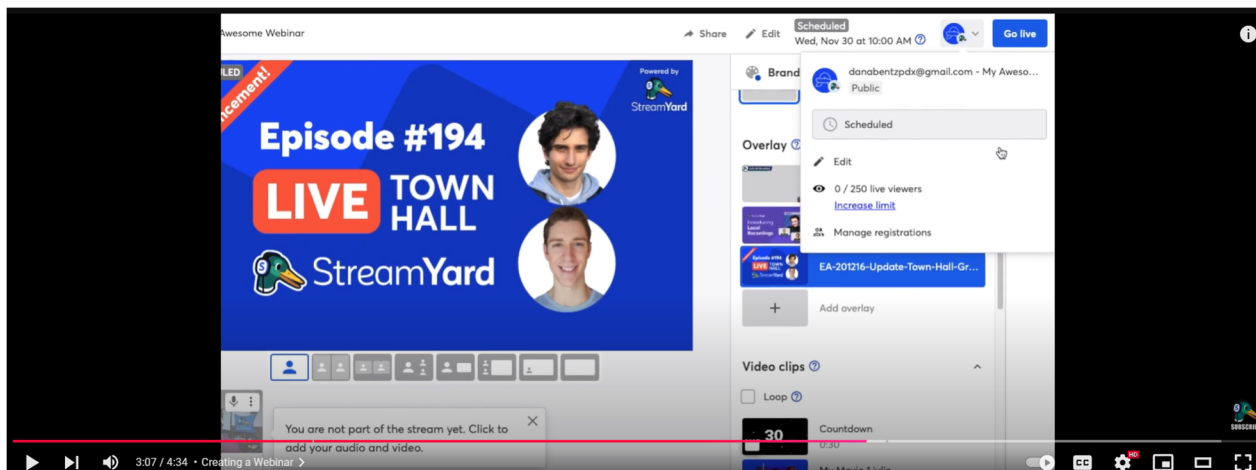 Awesome Webinar
Share
Edit
Scheduled
Wed, Nov 30 at 10:00 AM
Go live
danabentzpdx@gmail.com - My Aweso...
Public
Scheduled
Edit
0 / 250 live viewers
Increase limit
Manage registrations
Powered by
StreamYard
Episode #194
LIVE TOWN
HALL
StreamYard
Brand
Overlay
EA-201216-Update-Town-Hall-Gr...
Add overlay
Video clips
Loop
30
Countdown
0:30
You are not part of the stream yet. Click to
add your audio and video.
3:07 / 4:34 • Creating a Webinar
CC
HD